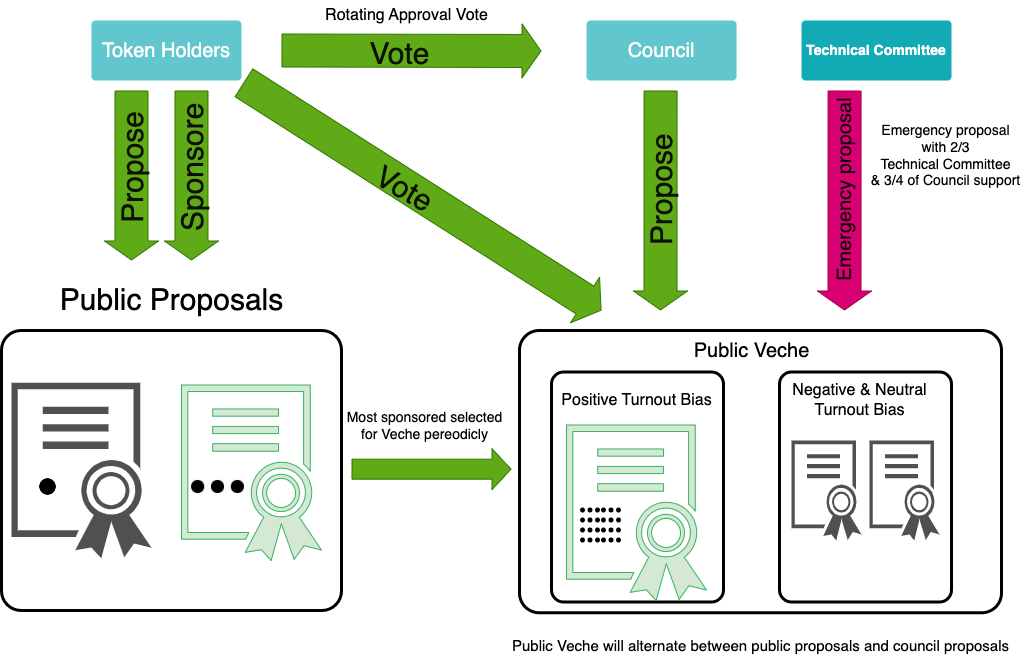 Rotating Approval Vote
Token Holders
Vote
Council
Technical Committee
Propose
Sponsore
Vote
Propose
Emergency proposal
Emergency proposal
with 2/3
Technical Committee
& 3/4 of Council support
Public Proposals
Public Veche
Positive Turnout Bias
Negative & Neutral
Turnout Bias
Most sponsored selected
for Veche pereodicly
Public Veche will alternate between public proposals and council proposals